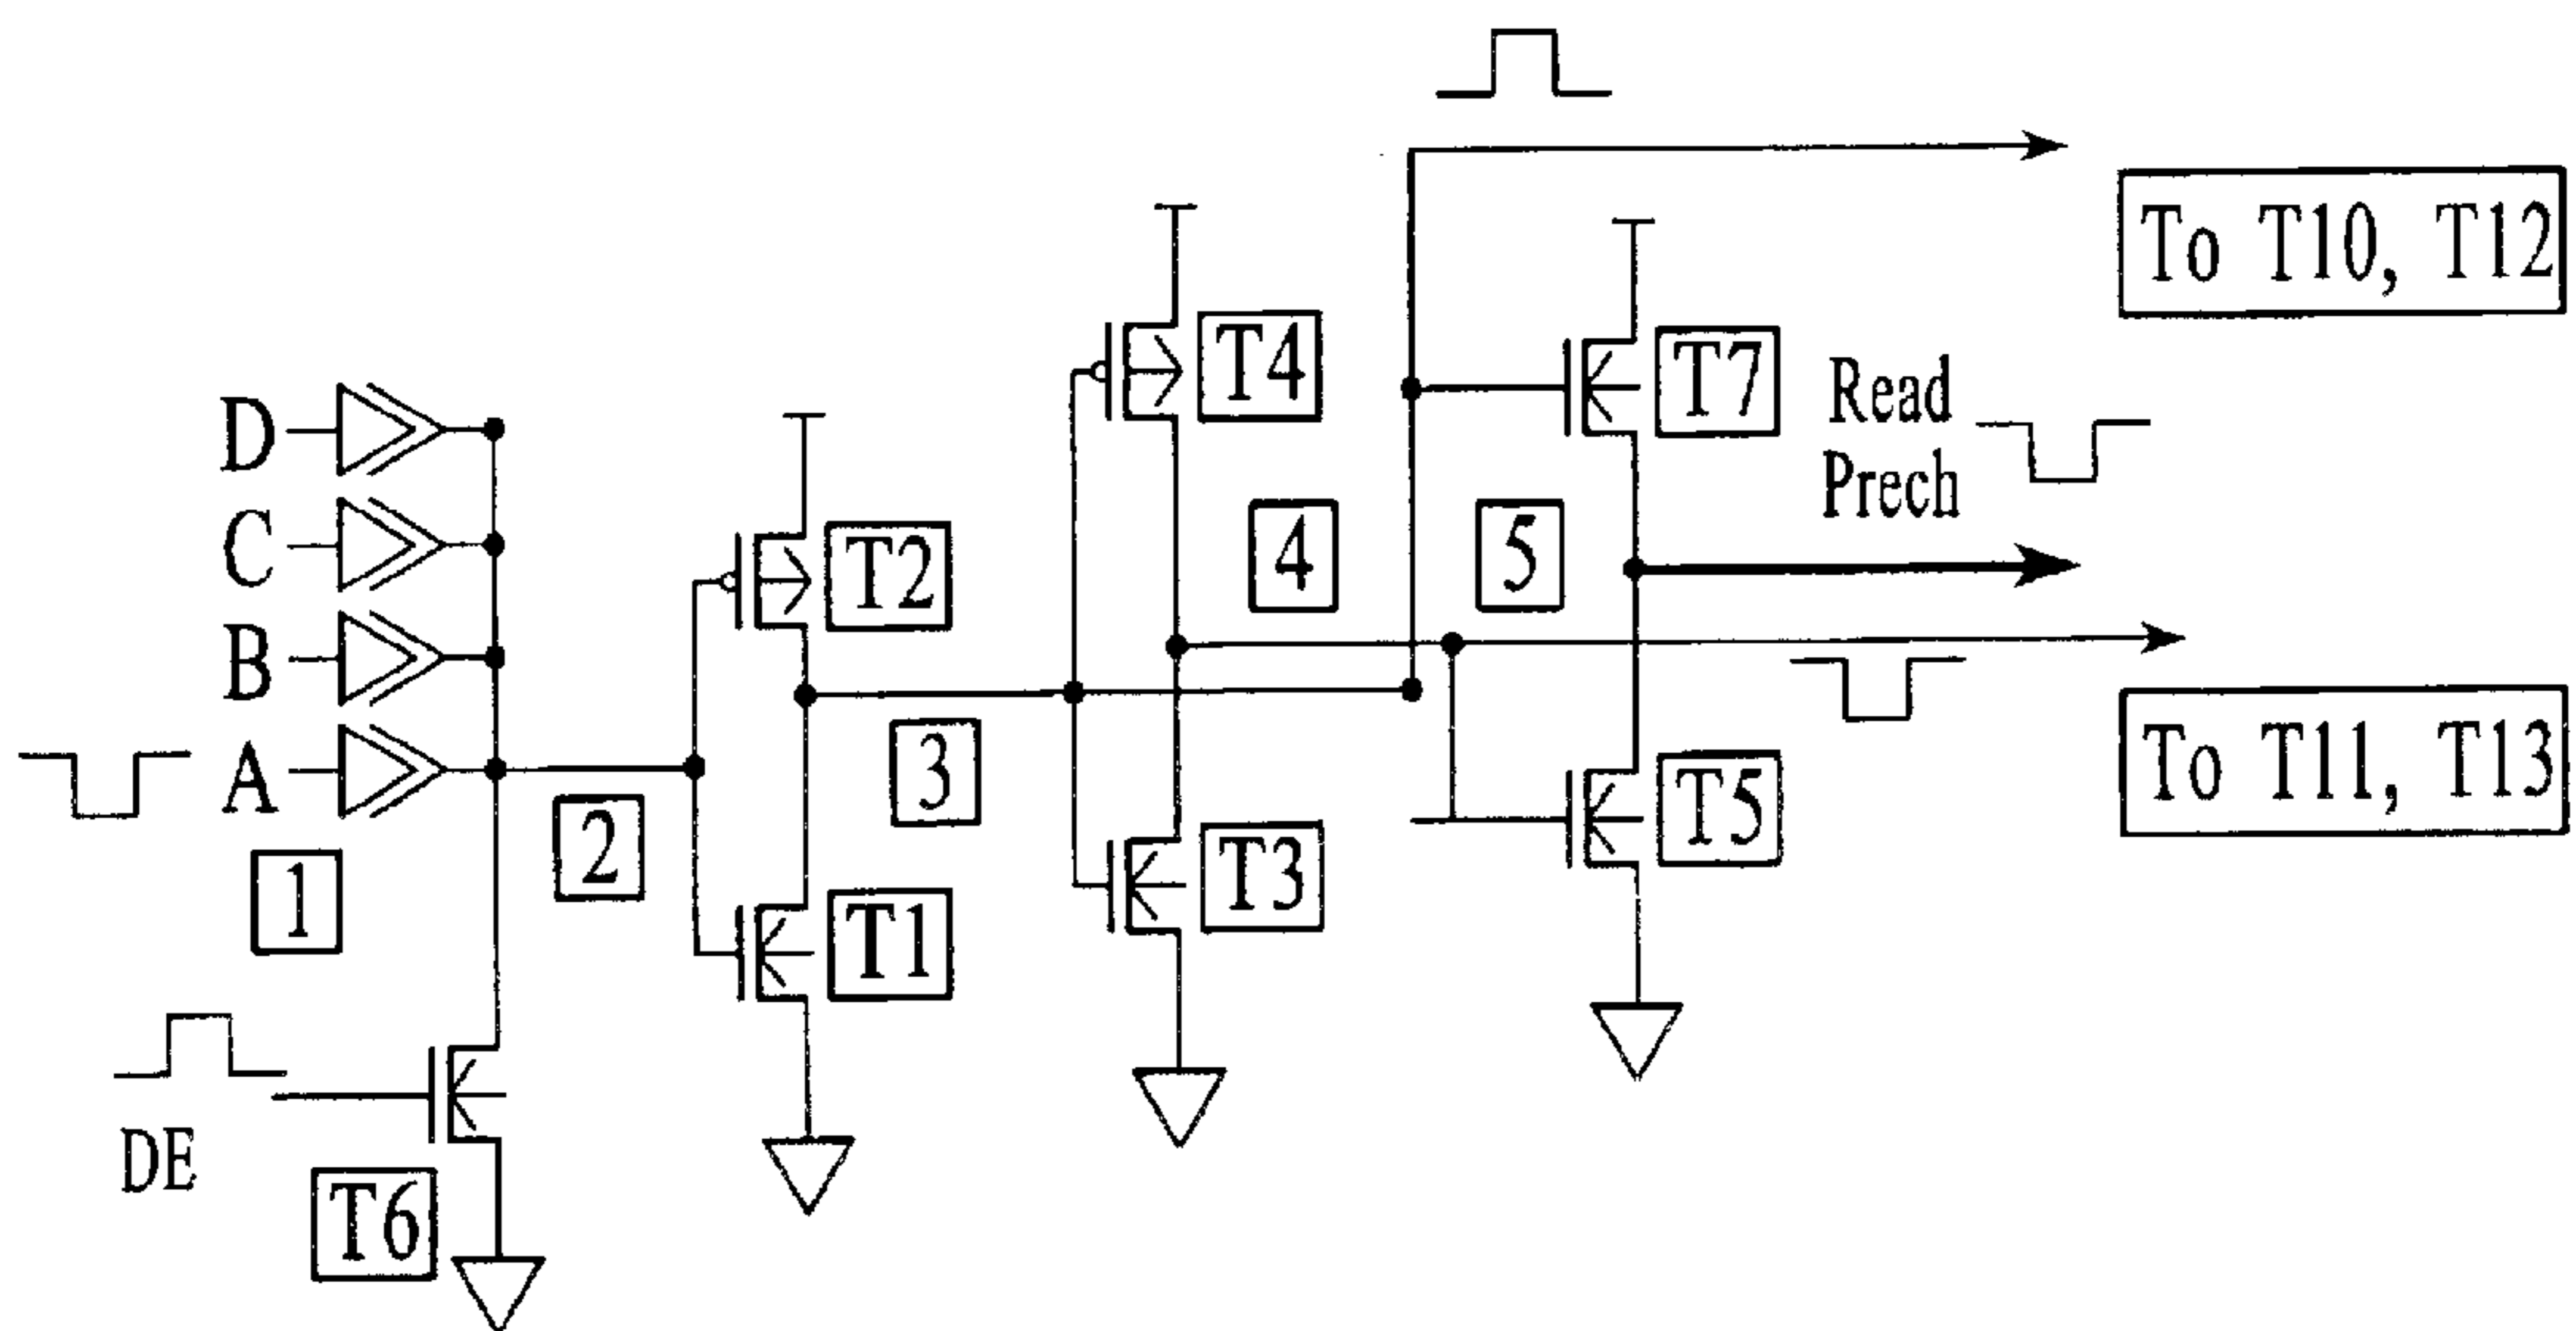 To T10, T12
T4
T7
Read
Prech
D
C
B
A
T2
4
5
3
To T11, T13
T5
2
T3
1
T1
DE
T6